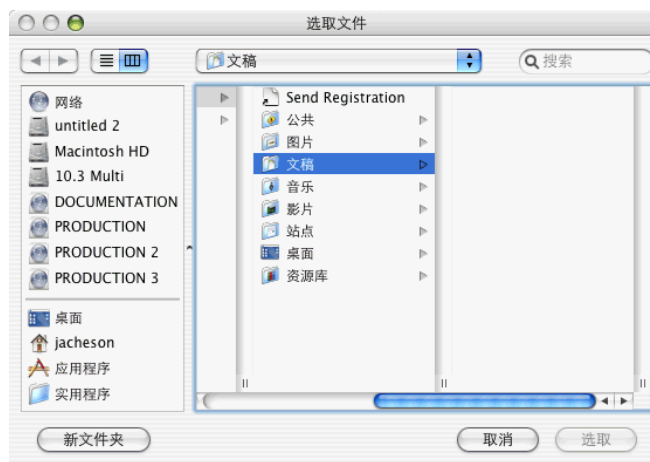 选取文件
文稿
搜索
网络
untitled 2
Macintosh HD
10.3 Multi
DOCUMENTATION
PRODUCTION
PRODUCTION 2
PRODUCTION 3
桌面
jacheson
应用程序
实用程序
Send Registration
公共
图片
文稿
音乐
影片
站点
桌面
资源库
新文件夹
取消
选取